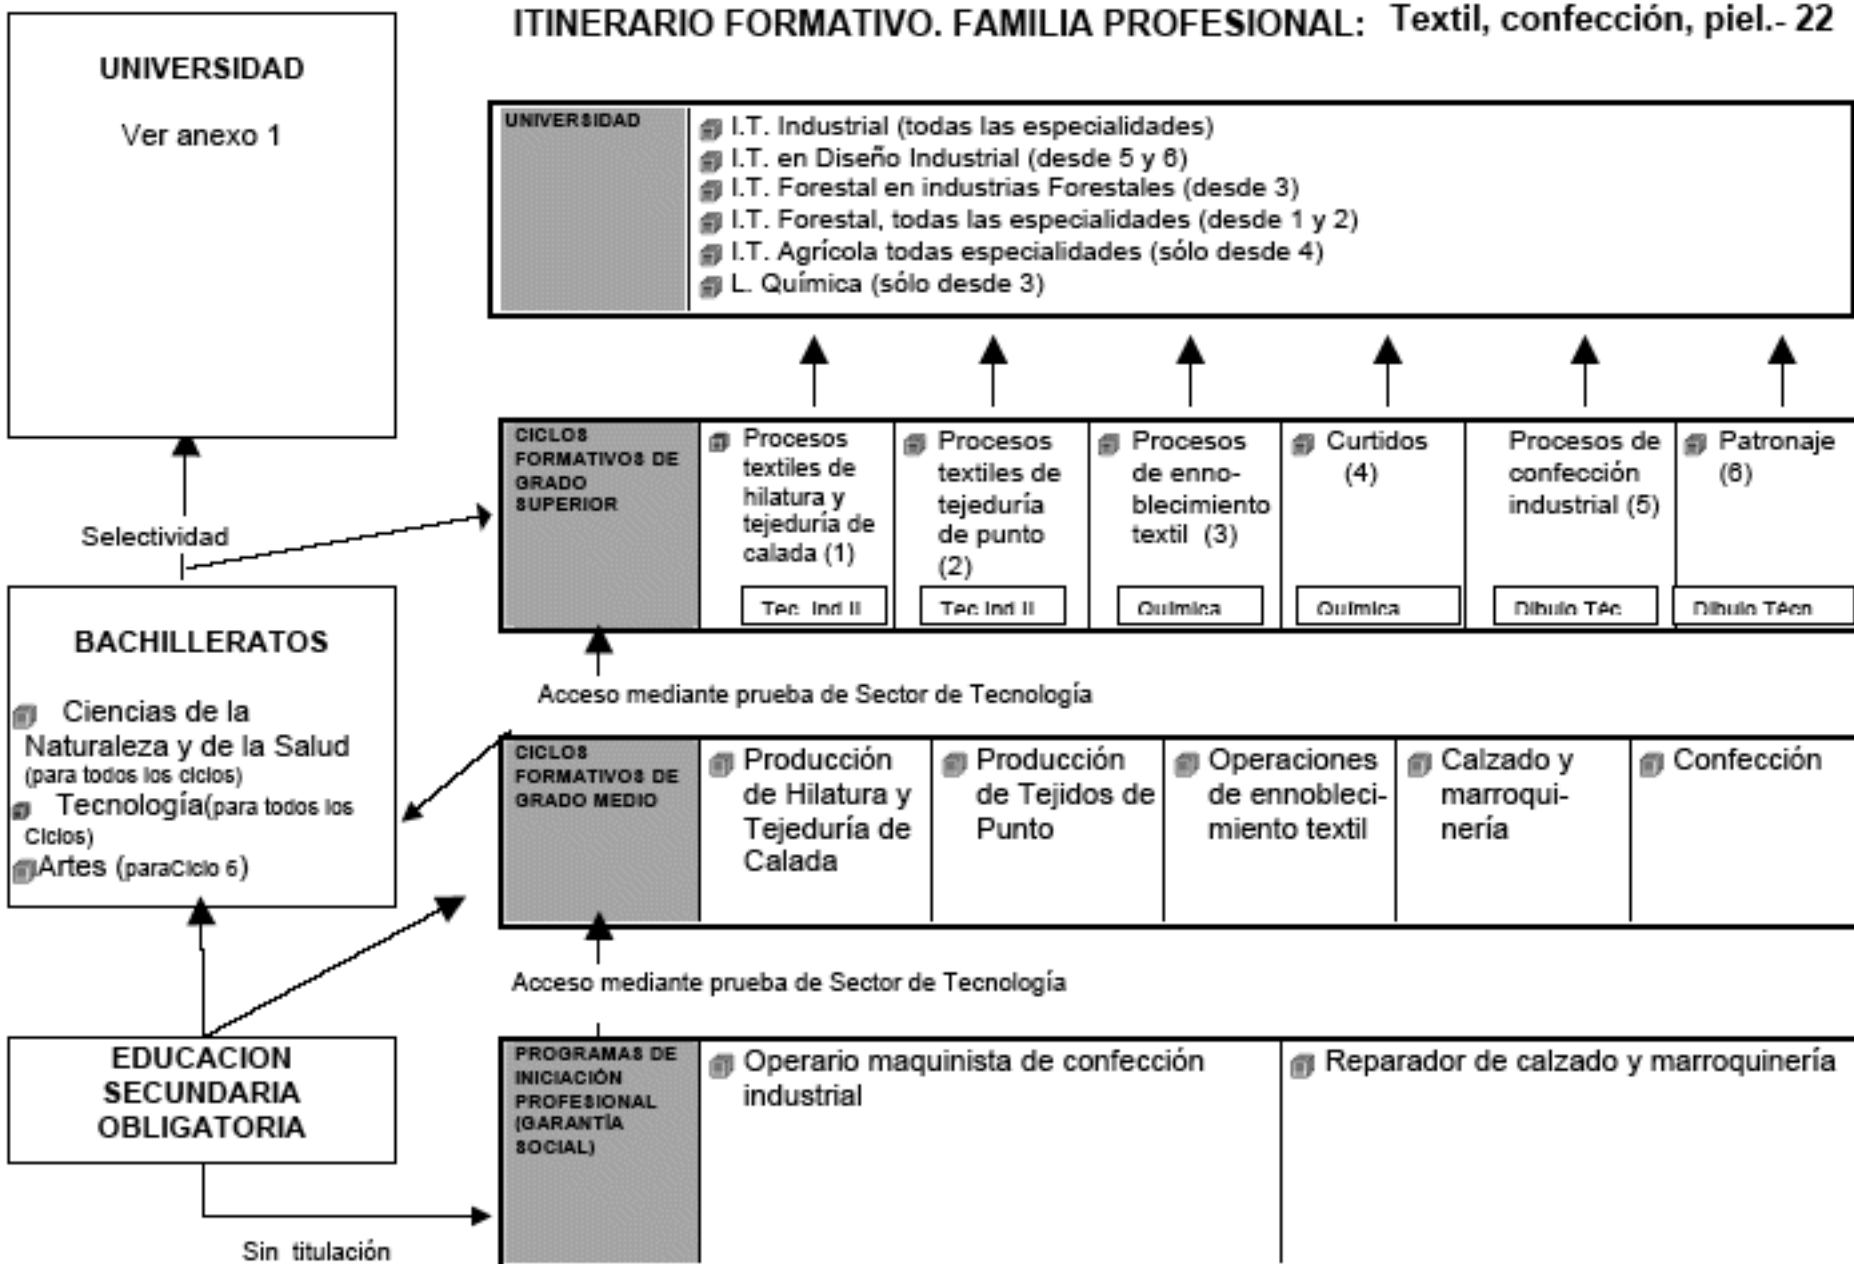 ITINERARIO FORMATIVO. FAMILIA PROFESIONAL: Textil, confección, piel.- 22
UNIVERSIDAD
Ver anexo 1
UNIVERSIDAD
I.T. Industrial (todas las especialidades)
I.T. en Diseño Industrial (desde 5 y 6)
I.T. Forestal en industrias Forestales (desde 3)
I.T. Forestal, todas las especialidades (desde 1 y 2)
I.T. Agrícola todas especialidades (sólo desde 4)
L. Química (sólo desde 3)
Selectividad
CICLOS
FORMATIVOS DE
GRADO
SUPERIOR
Procesos
textiles de
hilatura y
tejeduría de
calada (1)
Tec. Ind II
Procesos
textiles de
tejeduría
de punto
(2)
Tec Ind II
Procesos
de enno-
blecimiento
textil (3)
Química
Curtidos
(4)
Química
Procesos de
confección
industrial (5)
Dibujo Téc
Patronaje
(6)
Dibujo Técn
BACHILLERATOS
Ciencias de la
Naturaleza y de la Salud
(para todos los ciclos)
Tecnología(para todos los
Ciclos)
Artes (paraCiclo 6)
Acceso mediante prueba de Sector de Tecnología
CICLOS
FORMATIVOS DE
GRADO MEDIO
Producción
de Hilatura y
Tejeduría de
Calada
Producción
de Tejidos de
Punto
Operaciones
de ennobleci-
miento textil
Calzado y
marroqui-
nería
Confección
Acceso mediante prueba de Sector de Tecnología
EDUCACION
SECUNDARIA
OBLIGATORIA
Sin titulación
PROGRAMAS DE
INICIACIÓN
PROFESIONAL
(GARANTÍA
SOCIAL)
Operario maquinista de confección
industrial
Reparador de calzado y marroquinería